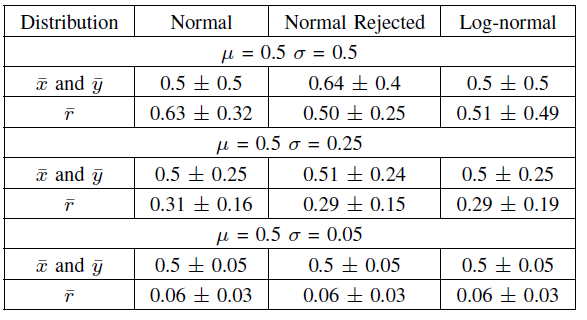 Distribution Normal Normal Rejected Log-normal
μ = 0.5 σ = 0.5
x̄ and ȳ 0.5 ± 0.5 0.64 ± 0.4 0.5 ± 0.5
r̄ 0.63 ± 0.32 0.50 ± 0.25 0.51 ± 0.49
μ = 0.5 σ = 0.25
x̄ and ȳ 0.5 ± 0.25 0.51 ± 0.24 0.5 ± 0.25
r̄ 0.31 ± 0.16 0.29 ± 0.15 0.29 ± 0.19
μ = 0.5 σ = 0.05
x̄ and ȳ 0.5 ± 0.05 0.5 ± 0.05 0.5 ± 0.05
r̄ 0.06 ± 0.03 0.06 ± 0.03 0.06 ± 0.03